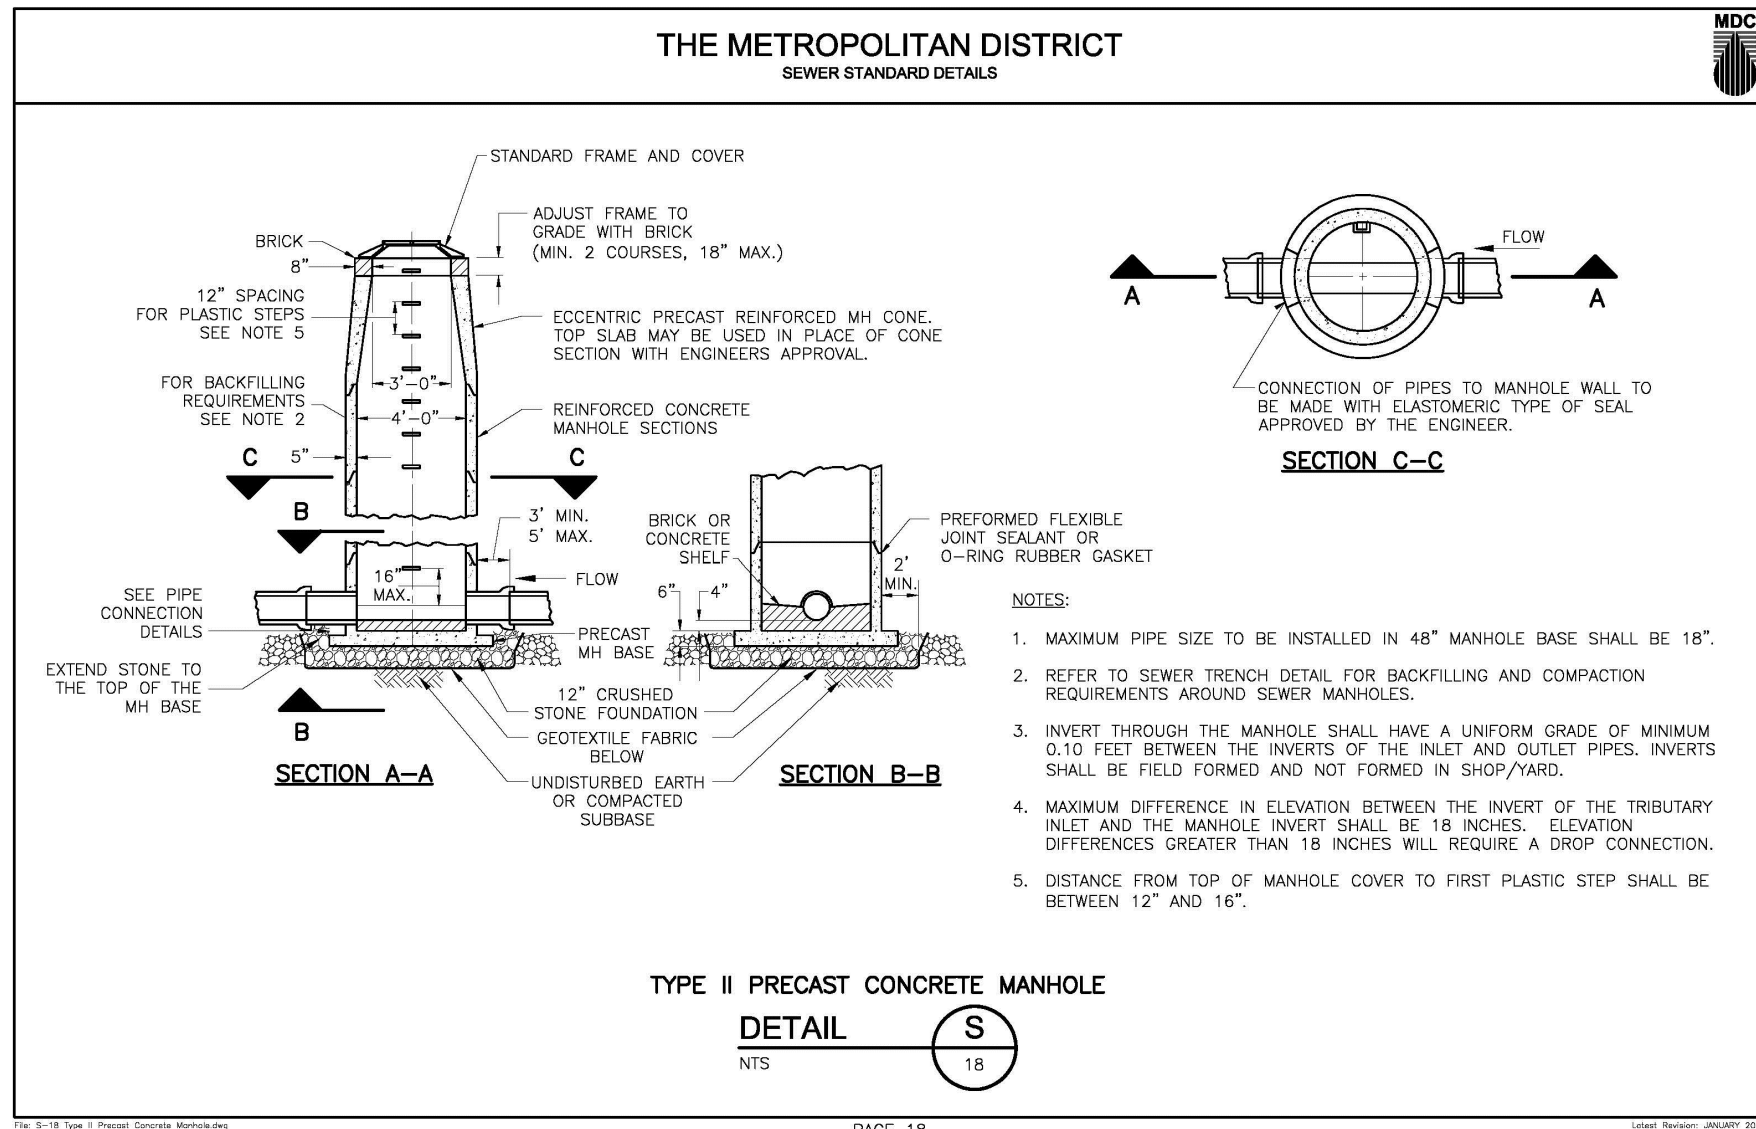 MDC
THE METROPOLITAN DISTRICT
SEWER STANDARD DETAILS
STANDARD FRAME AND COVER
ADJUST FRAME TO
GRADE WITH BRICK
(MIN. 2 COURSES, 18" MAX.)
BRICK
8"
12" SPACING
FOR PLASTIC STEPS
SEE NOTE 5
ECCENTRIC PRECAST REINFORCED MH CONE.
TOP SLAB MAY BE USED IN PLACE OF CONE
SECTION WITH ENGINEERS APPROVAL.
FOR BACKFILLING
REQUIREMENTS
SEE NOTE 2
3'-0"
4'-0"
REINFORCED CONCRETE
MANHOLE SECTIONS
C
5"
C
B
3' MIN.
5' MAX.
16"
MAX.
FLOW
SEE PIPE
CONNECTION
DETAILS
PRECAST
MH BASE
EXTEND STONE TO
THE TOP OF THE
MH BASE
12" CRUSHED
STONE FOUNDATION
GEOTEXTILE FABRIC
BELOW
UNDISTURBED EARTH
OR COMPACTED
SUBBASE
B
SECTION A-A
BRICK OR
CONCRETE
SHELF
6"
4"
PREFORMED FLEXIBLE
JOINT SEALANT OR
O-RING RUBBER GASKET
2'
MIN.
SECTION B-B
FLOW
A
A
CONNECTION OF PIPES TO MANHOLE WALL TO
BE MADE WITH ELASTOMERIC TYPE OF SEAL
APPROVED BY THE ENGINEER.
SECTION C-C
NOTES:
1. MAXIMUM PIPE SIZE TO BE INSTALLED IN 48" MANHOLE BASE SHALL BE 18".
2. REFER TO SEWER TRENCH DETAIL FOR BACKFILLING AND COMPACTION
REQUIREMENTS AROUND SEWER MANHOLES.
3. INVERT THROUGH THE MANHOLE SHALL HAVE A UNIFORM GRADE OF MINIMUM
0.10 FEET BETWEEN THE INVERTS OF THE INLET AND OUTLET PIPES. INVERTS
SHALL BE FIELD FORMED AND NOT FORMED IN SHOP/YARD.
4. MAXIMUM DIFFERENCE IN ELEVATION BETWEEN THE INVERT OF THE TRIBUTARY
INLET AND THE MANHOLE INVERT SHALL BE 18 INCHES. ELEVATION
DIFFERENCES GREATER THAN 18 INCHES WILL REQUIRE A DROP CONNECTION.
5. DISTANCE FROM TOP OF MANHOLE COVER TO FIRST PLASTIC STEP SHALL BE
BETWEEN 12" AND 16".
TYPE II PRECAST CONCRETE MANHOLE
DETAIL
S
NTS
18
File: S-18 Type II Precast Concrete Manhole.dwg
PAGE 18
Latest Revision: JANUARY 20